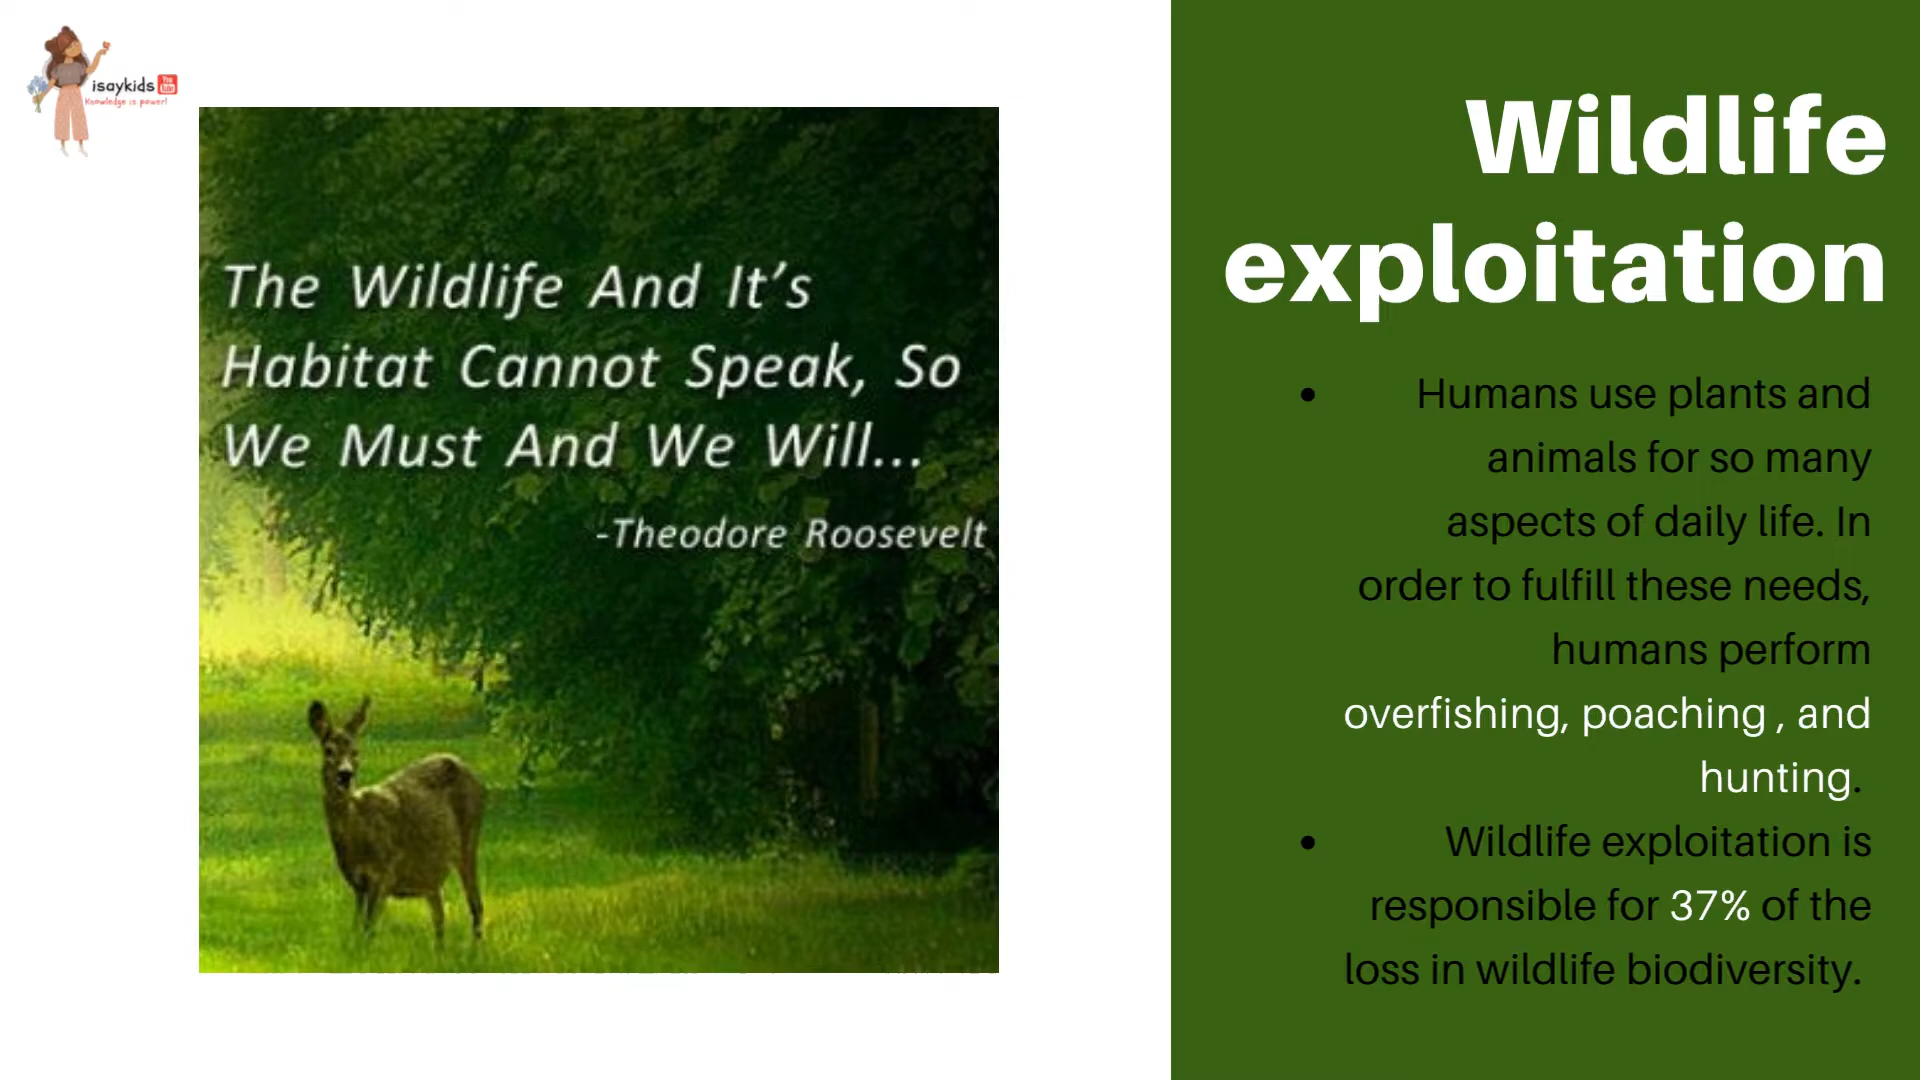 isaykids You Tube
Knowledge is power!
The Wildlife And It’s
Habitat Cannot Speak, So
We Must And We Will...
-Theodore Roosevelt
Wildlife
exploitation
• Humans use plants and
animals for so many
aspects of daily life. In
order to fulfill these needs,
humans perform
overfishing, poaching , and
hunting.
• Wildlife exploitation is
responsible for 37% of the
loss in wildlife biodiversity.